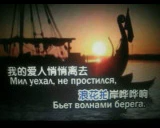 我的爱人悄悄离去
Мил уехал, не простился,
浪花拍岸哗哗响
Бьет волнами берега.